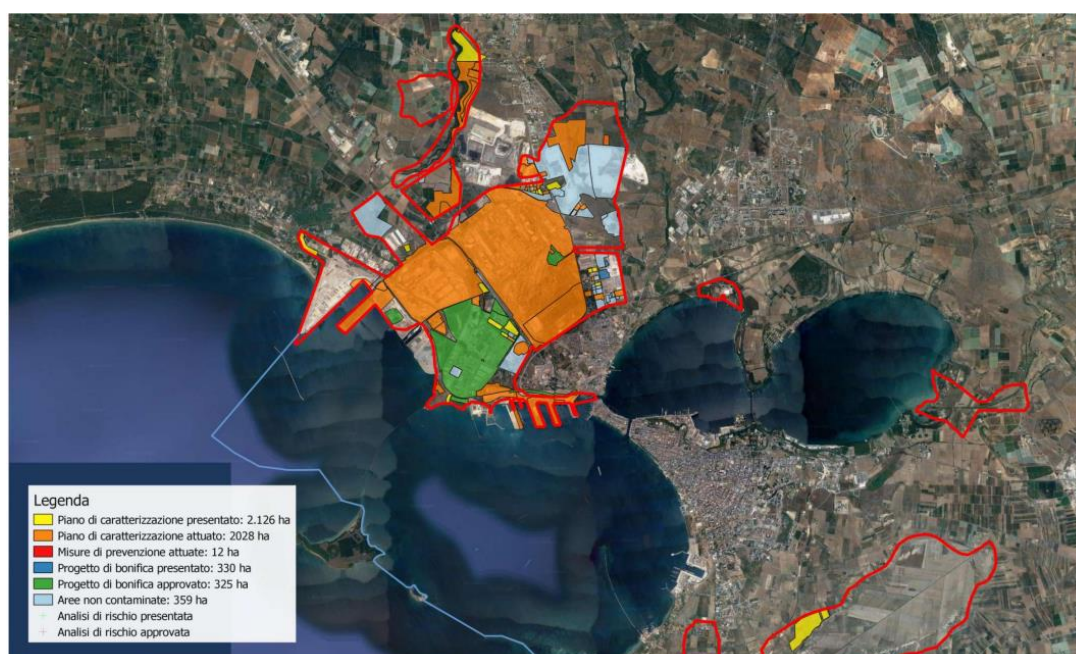 Legenda
Piano di caratterizzazione presentato: 2.126 ha
Piano di caratterizzazione attuato: 2028 ha
Misure di prevenzione attuate: 12 ha
Progetto di bonifica presentato: 330 ha
Progetto di bonifica approvato: 325 ha
Aree non contaminate: 359 ha
Analisi di rischio presentata
Analisi di rischio approvata